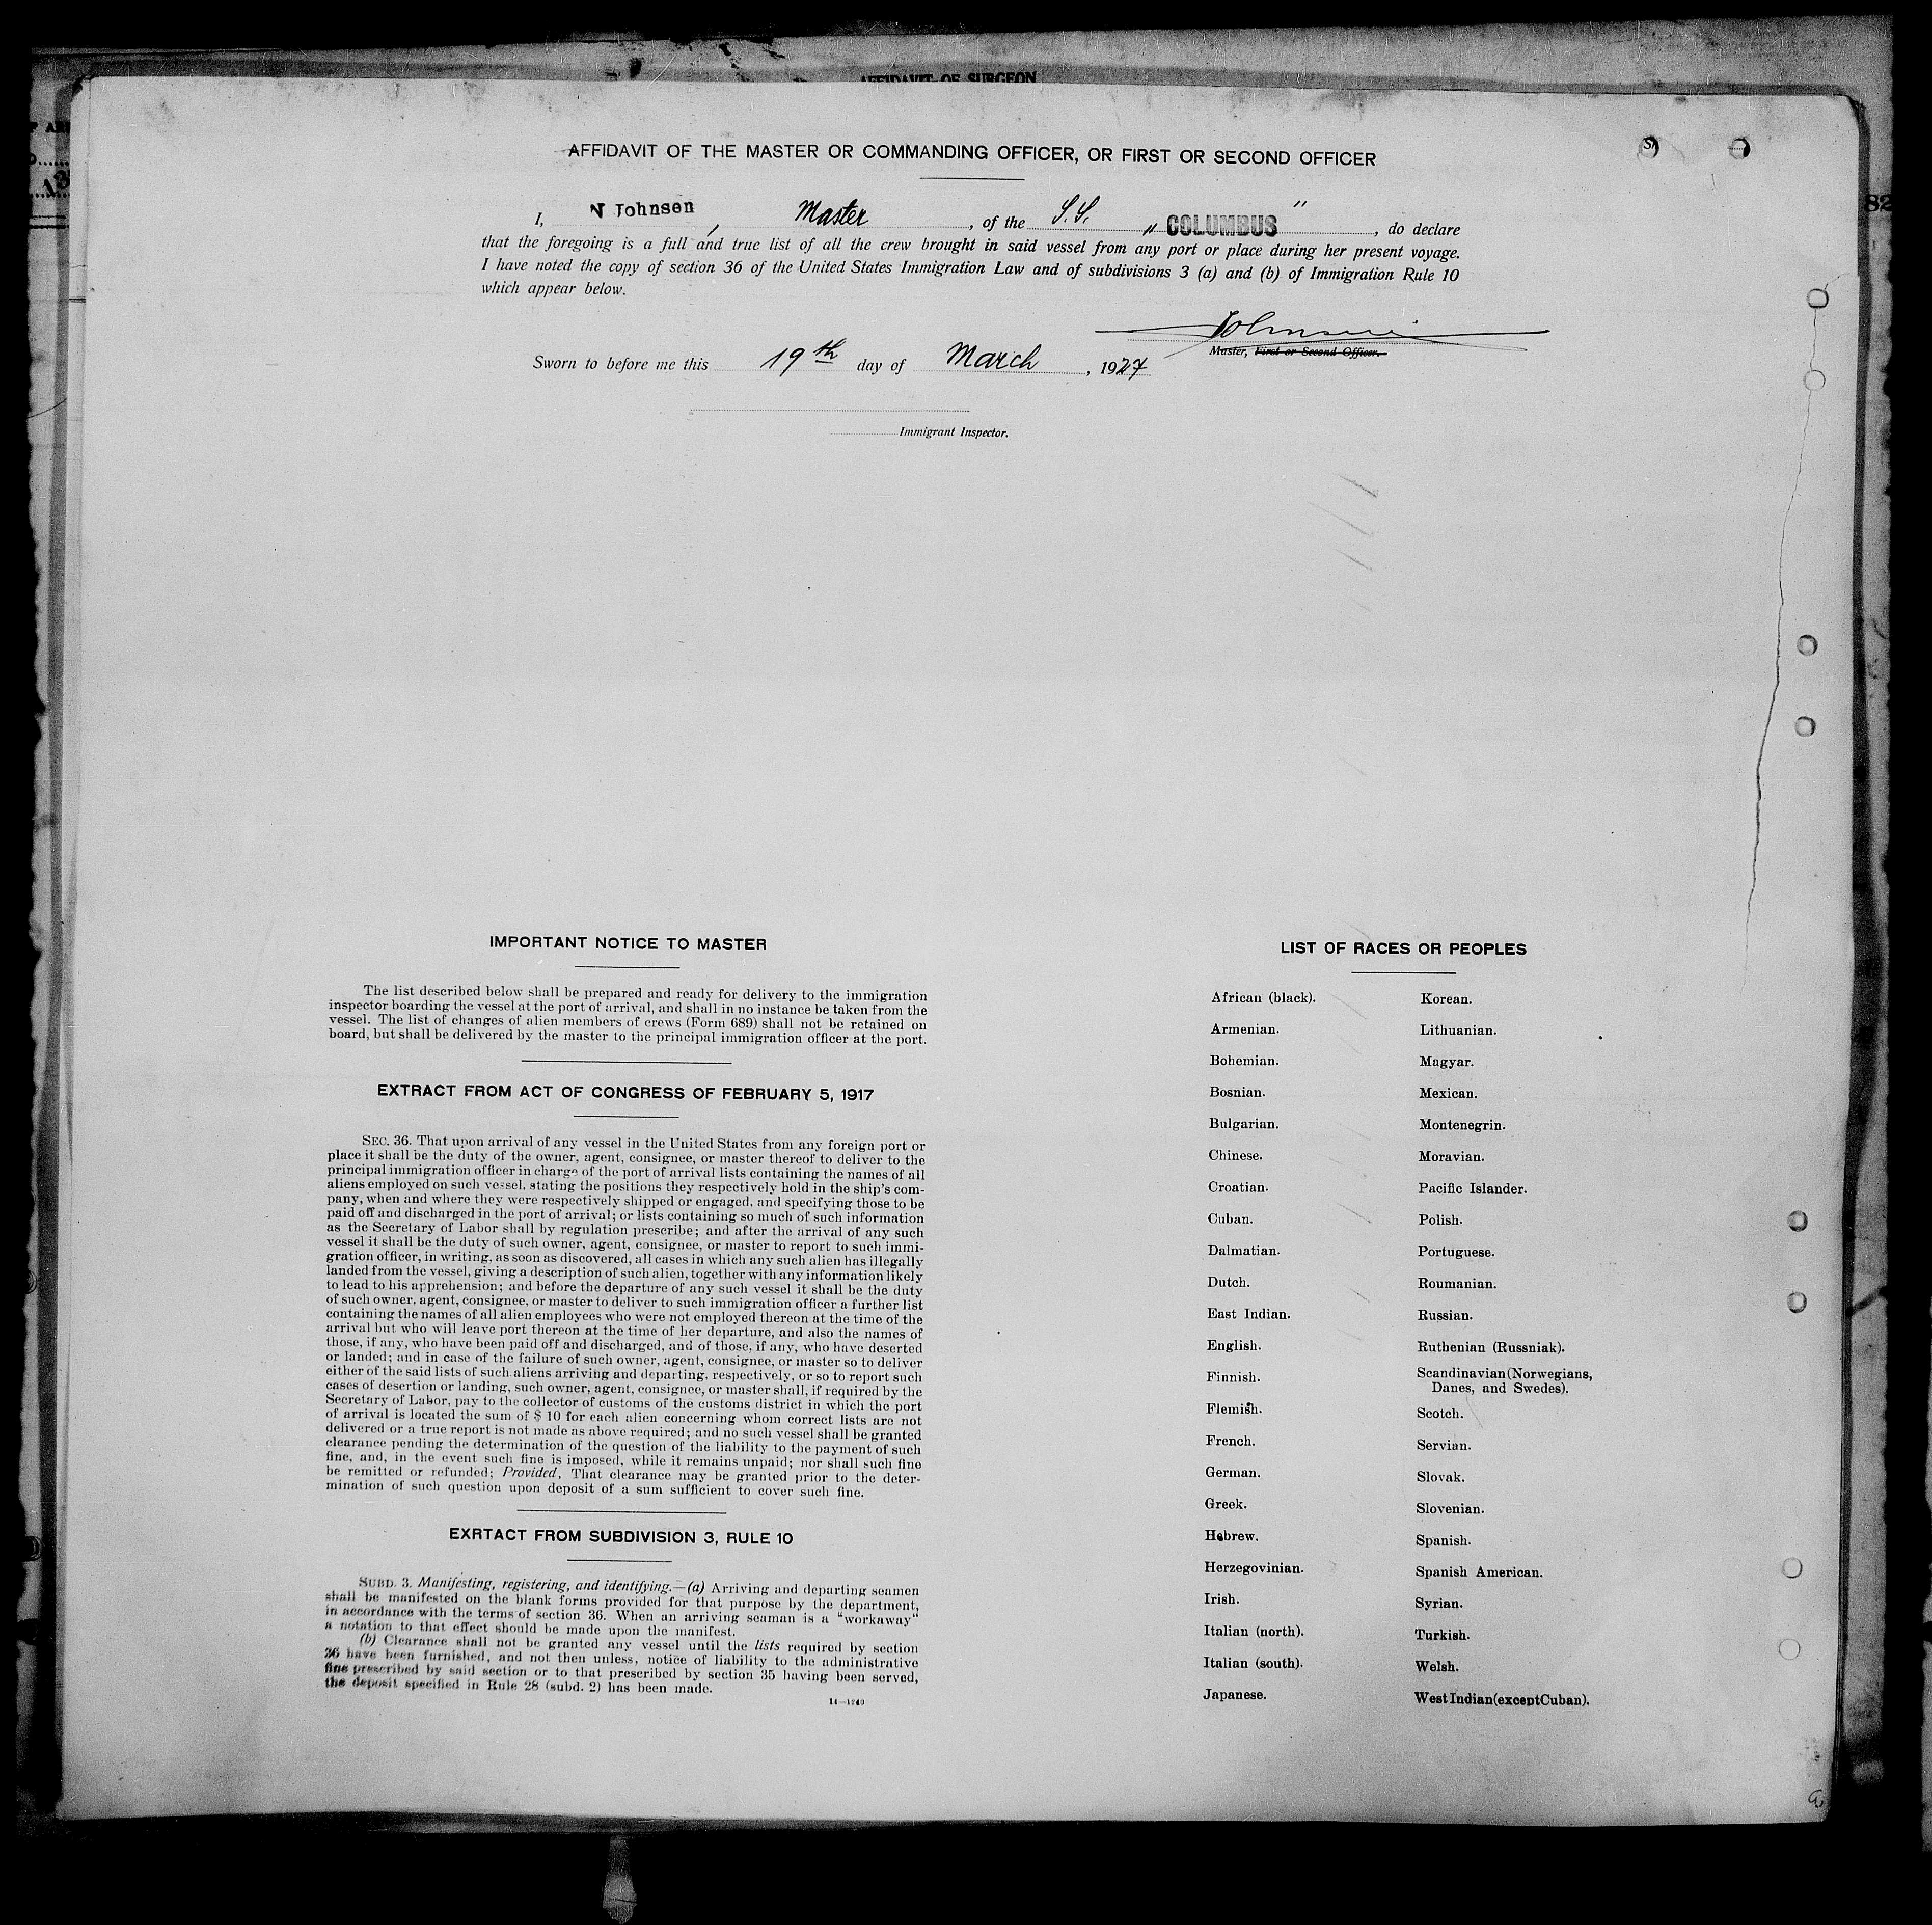 AFFIDAVIT OF SURGEON
AFFIDAVIT OF THE MASTER OR COMMANDING OFFICER, OR FIRST OR SECOND OFFICER
I, N Johnsen, Master, of the S.S. "COLUMBUS", do declare
that the foregoing is a full and true list of all the crew brought in said vessel from any port or place during her present voyage.
I have noted the copy of section 36 of the United States Immigration Law and of subdivisions 3 (a) and (b) of Immigration Rule 10
which appear below.
Johnsen
Master, First or Second Officer.
Sworn to before me this 19th day of March, 1927
Immigrant Inspector.
IMPORTANT NOTICE TO MASTER
The list described below shall be prepared and ready for delivery to the immigration
inspector boarding the vessel at the port of arrival, and shall in no instance be taken from the
vessel. The list of changes of alien members of crews (Form 689) shall not be retained on
board, but shall be delivered by the master to the principal immigration officer at the port.
EXTRACT FROM ACT OF CONGRESS OF FEBRUARY 5, 1917
SEC. 36. That upon arrival of any vessel in the United States from any foreign port or
place it shall be the duty of the owner, agent, consignee, or master thereof to deliver to the
principal immigration officer in charge of the port of arrival lists containing the names of all
aliens employed on such vessel, stating the positions they respectively hold in the ship's com-
pany, when and where they were respectively shipped or engaged, and specifying those to be
paid off and discharged in the port of arrival; or lists containing so much of such information
as the Secretary of Labor shall by regulation prescribe; and after the arrival of any such
vessel it shall be the duty of such owner, agent, consignee, or master to report to such immi-
gration officer, in writing, as soon as discovered, all cases in which any such alien has illegally
landed from the vessel, giving a description of such alien, together with any information likely
to lead to his apprehension; and before the departure of any such vessel it shall be the duty
of such owner, agent, consignee, or master to deliver to such immigration officer a further list
containing the names of all alien employees who were not employed thereon at the time of the
arrival but who will leave port thereon at the time of her departure, and also the names of
those, if any, who have been paid off and discharged, and of those, if any, who have deserted
or landed; and in case of the failure of such owner, agent, consignee, or master so to deliver
either of the said lists of such aliens arriving and departing, respectively, or so to report such
cases of desertion or landing, such owner, agent, consignee, or master shall, if required by the
Secretary of Labor, pay to the collector of customs of the customs district in which the port
of arrival is located the sum of $ 10 for each alien concerning whom correct lists are not
delivered or a true report is not made as above required; and no such vessel shall be granted
clearance pending the determination of the question of the liability to the payment of such
fine, and, in the event such fine is imposed, while it remains unpaid; nor shall such fine
be remitted or refunded; Provided, That clearance may be granted prior to the deter-
mination of such question upon deposit of a sum sufficient to cover such fine.
EXRTACT FROM SUBDIVISION 3, RULE 10
SUBD. 3. Manifesting, registering, and identifying.—(a) Arriving and departing seamen
shall be manifested on the blank forms provided for that purpose by the department,
in accordance with the terms of section 36. When an arriving seaman is a "workaway"
a notation to that effect should be made upon the manifest.
(b) Clearance shall not be granted any vessel until the lists required by section
36 have been furnished, and not then unless, notice of liability to the administrative
fine prescribed by said section or to that prescribed by section 35 having been served,
the deposit specified in Rule 28 (subd. 2) has been made.
14—1240
LIST OF RACES OR PEOPLES
African (black).
Armenian.
Bohemian.
Bosnian.
Bulgarian.
Chinese.
Croatian.
Cuban.
Dalmatian.
Dutch.
East Indian.
English.
Finnish.
Flemish.
French.
German.
Greek.
Hebrew.
Herzegovinian.
Irish.
Italian (north).
Italian (south).
Japanese.
Korean.
Lithuanian.
Magyar.
Mexican.
Montenegrin.
Moravian.
Pacific Islander.
Polish.
Portuguese.
Roumanian.
Russian.
Ruthenian (Russniak).
Scandinavian (Norwegians,
Danes, and Swedes).
Scotch.
Servian.
Slovak.
Slovenian.
Spanish.
Spanish American.
Syrian.
Turkish.
Welsh.
West Indian (except Cuban).